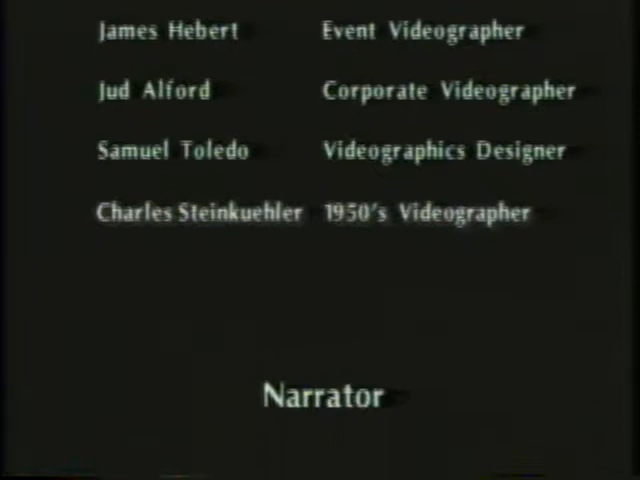 James Hebert Event Videographer
Jud Alford Corporate Videographer
Samuel Toledo Videographics Designer
Charles Steinkuehler 1950's Videographer
Narrator